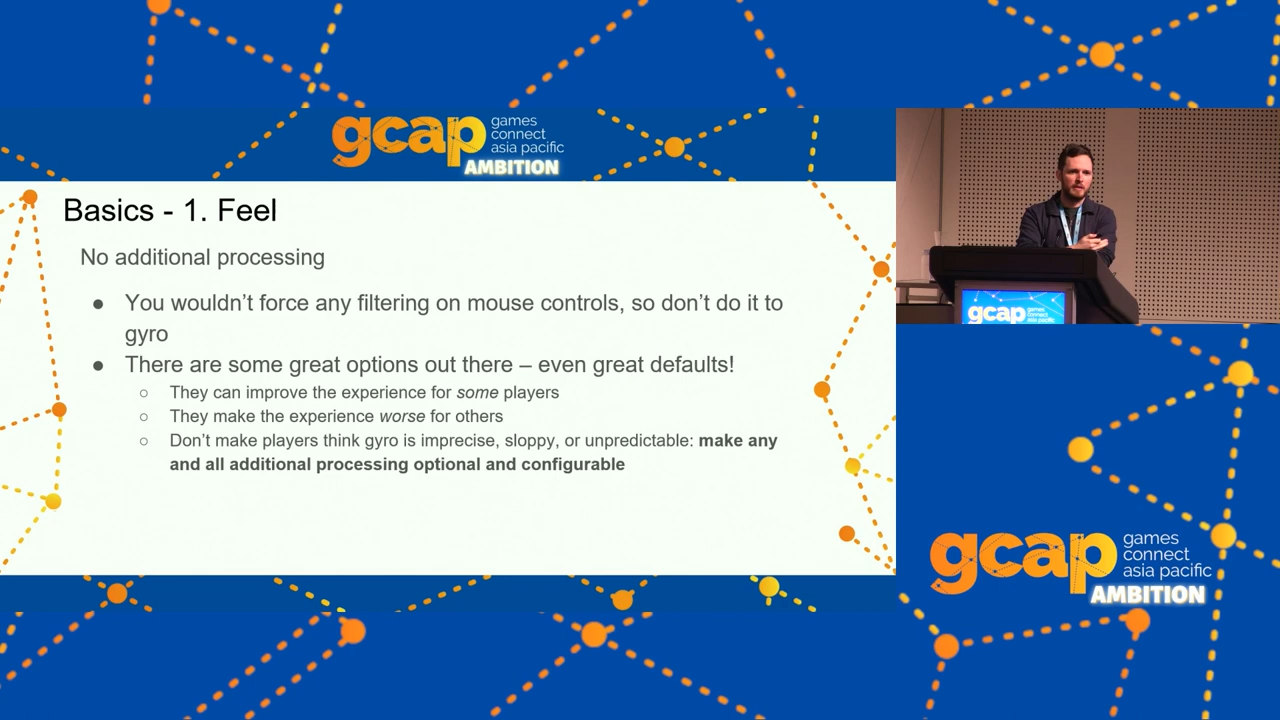 gcap games
connect
asia pacific
AMBITION
Basics - 1. Feel
No additional processing
● You wouldn’t force any filtering on mouse controls, so don’t do it to
gyro
● There are some great options out there – even great defaults!
○ They can improve the experience for some players
○ They make the experience worse for others
○ Don’t make players think gyro is imprecise, sloppy, or unpredictable: make any
and all additional processing optional and configurable
gcap games
connect
asia pacific
gcap games
connect
asia pacific
AMBITION